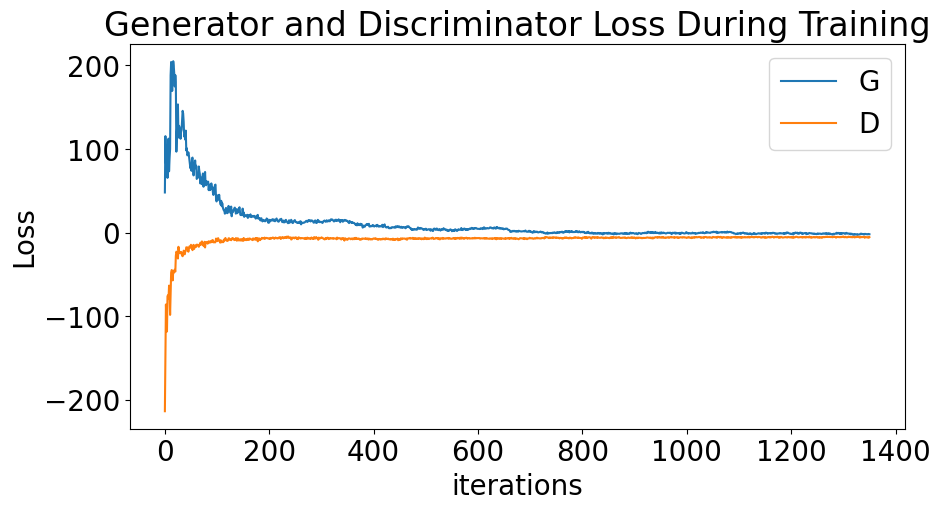 Generator and Discriminator Loss During Training
G
D
Loss
200
100
0
−100
−200
0 200 400 600 800 1000 1200 1400
iterations